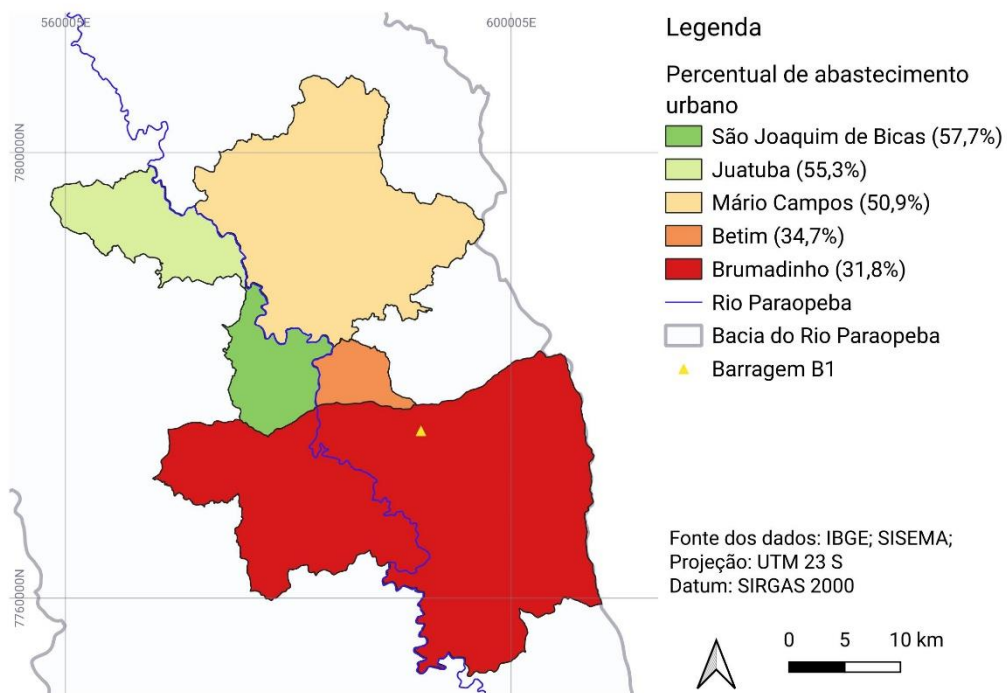 560005E
600005E
7800000N
7760000N
Legenda
Percentual de abastecimento
urbano
São Joaquim de Bicas (57,7%)
Juatuba (55,3%)
Mário Campos (50,9%)
Betim (34,7%)
Brumadinho (31,8%)
Rio Paraopeba
Bacia do Rio Paraopeba
Barragem B1
Fonte dos dados: IBGE; SISEMA;
Projeção: UTM 23 S
Datum: SIRGAS 2000
0 5 10 km